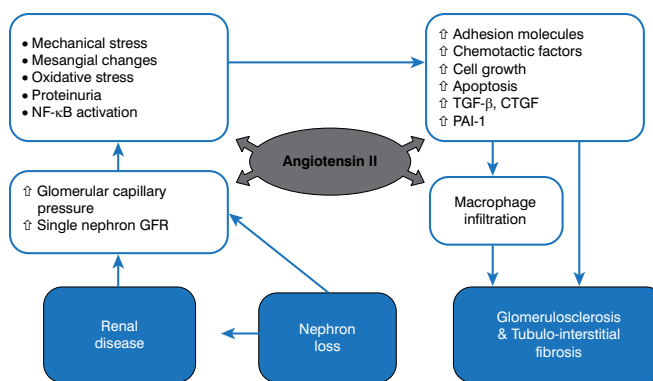 • Mechanical stress
• Mesangial changes
• Oxidative stress
• Proteinuria
• NF-κB activation
⇧ Adhesion molecules
⇧ Chemotactic factors
⇧ Cell growth
⇧ Apoptosis
⇧ TGF-β, CTGF
⇧ PAI-1
Angiotensin II
⇧ Glomerular capillary
pressure
⇧ Single nephron GFR
Macrophage
infiltration
Renal
disease
Nephron
loss
Glomerulosclerosis
& Tubulo-interstitial
fibrosis